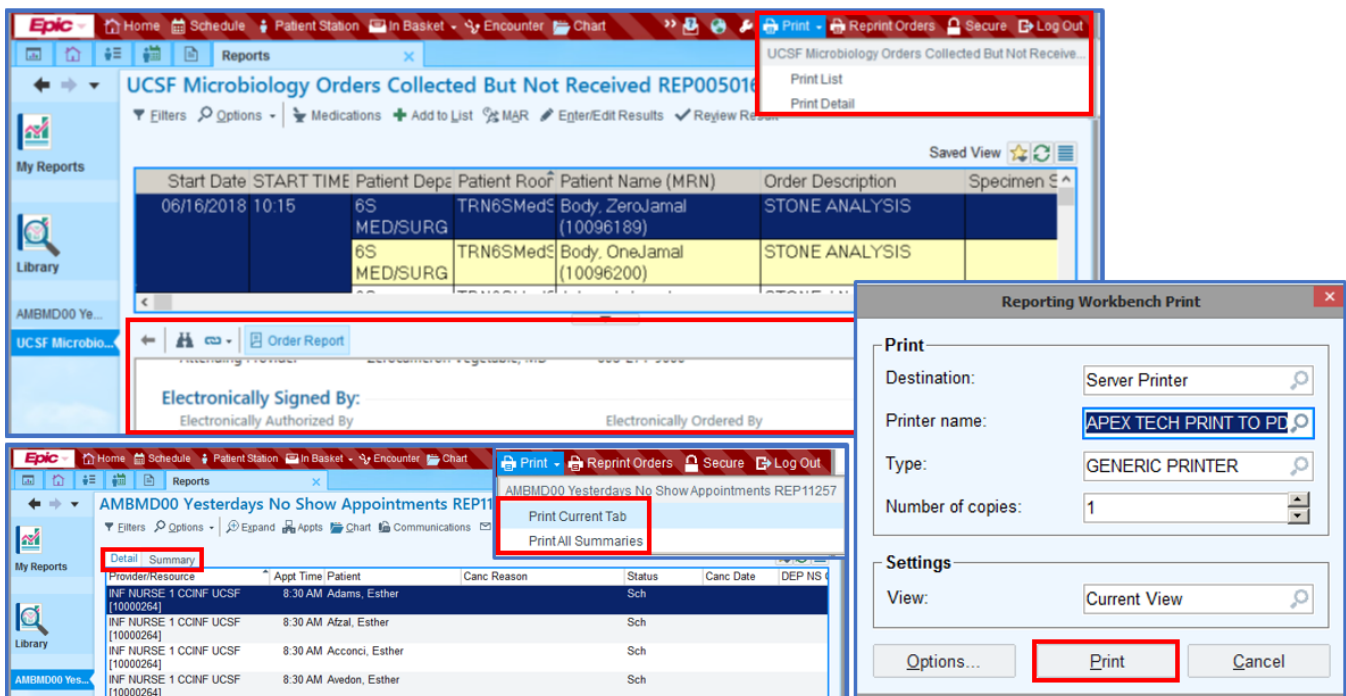 Epic Home Schedule Patient Station In Basket Encounter Chart » Print Reprint Orders Secure Log Out
Reports
UCSF Microbiology Orders Collected But Not Receive...
Print List
Print Detail
UCSF Microbiology Orders Collected But Not Received REP005016
Filters Options Medications Add to List MAR Enter/Edit Results Review Result
My Reports
Saved View
Start Date START TIME Patient Depa Patient Room Patient Name (MRN) Order Description Specimen S
06/16/2018 10:15 6S TRN6SMedS Body, ZeroJamal STONE ANALYSIS
MED/SURG (10096189)
6S TRN6SMedS Body, OneJamal STONE ANALYSIS
MED/SURG (10096200)
Library
AMBMD00 Ye...
UCSF Microbio...
Order Report
Electronically Signed By:
Electronically Authorized By Electronically Ordered By
Epic Home Schedule Patient Station In Basket Encounter Chart Print Reprint Orders Secure Log Out
Reports
AMBMD00 Yesterdays No Show Appointments REP11257
Print Current Tab
Print All Summaries
AMBMD00 Yesterdays No Show Appointments REP11
Filters Options Expand Appts Chart Communications
My Reports
Detail Summary
Provider/Resource Appt Time Patient Canc Reason Status Canc Date DEP NS
INF NURSE 1 CCINF UCSF 8:30 AM Adams, Esther Sch
[10000264]
INF NURSE 1 CCINF UCSF 8:30 AM Afzal, Esther Sch
[10000264]
INF NURSE 1 CCINF UCSF 8:30 AM Acconci, Esther Sch
[10000264]
INF NURSE 1 CCINF UCSF 8:30 AM Avedon, Esther Sch
[10000264]
Library
AMBMD00 Yes...
Reporting Workbench Print
Print
Destination: Server Printer
Printer name: APEX TECH PRINT TO PD
Type: GENERIC PRINTER
Number of copies: 1
Settings
View: Current View
Options... Print Cancel